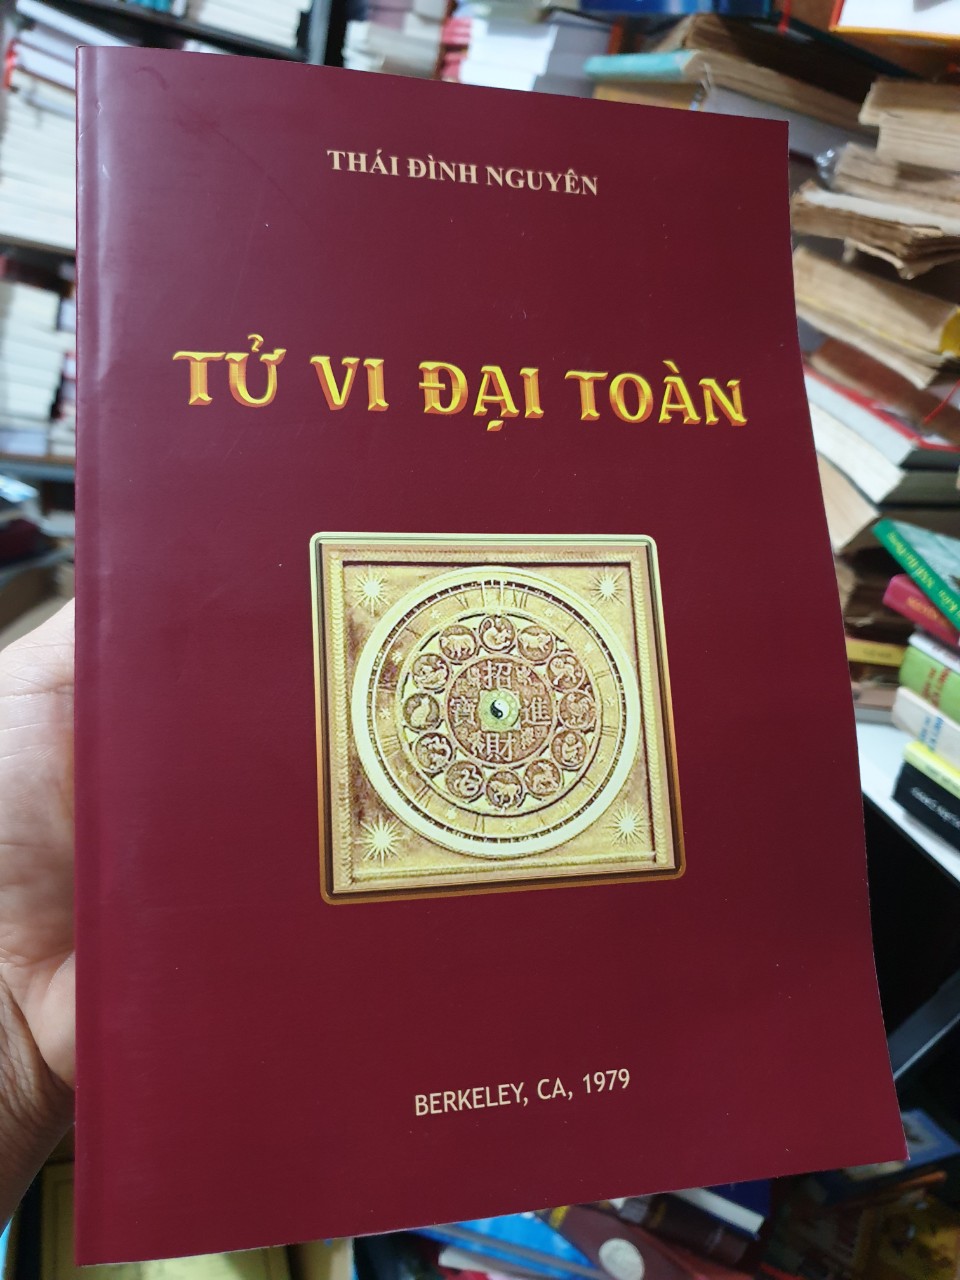 THÁI ĐÌNH NGUYÊN
TỬ VI ĐẠI TOÀN
招
寶 進
財
BERKELEY, CA, 1979